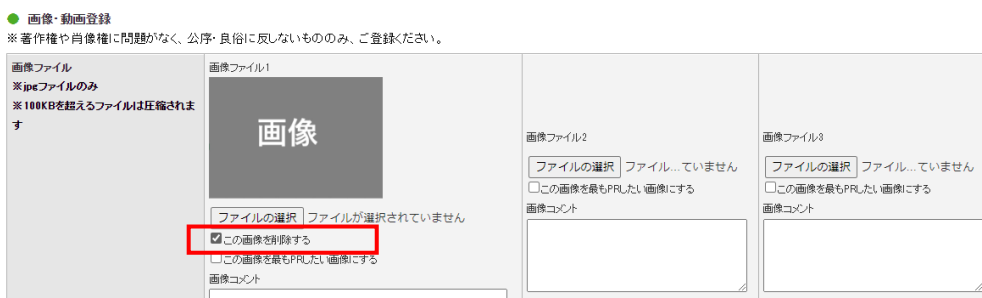 ● 画像・動画登録
※著作権や肖像権に問題がなく、公序・良俗に反しないもののみ、ご登録ください。
画像ファイル
※jpgファイルのみ
※100KBを超えるファイルは圧縮されま
す
画像ファイル1
画像
ファイルの選択 ファイルが選択されていません
この画像を削除する
この画像を最もPRしたい画像にする
画像コメント
画像ファイル2
ファイルの選択 ファイル...ていません
この画像を最もPRしたい画像にする
画像コメント
画像ファイル3
ファイルの選択 ファイル...ていません
この画像を最もPRしたい画像にする
画像コメント